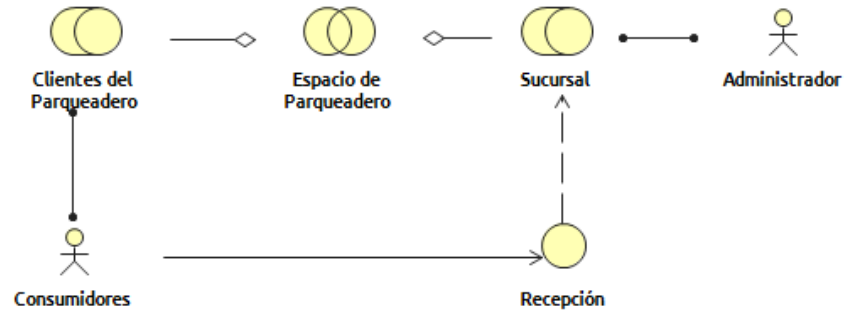 Clientes del
Parqueadero
Espacio de
Parqueadero
Sucursal
Administrador
Consumidores
Recepción